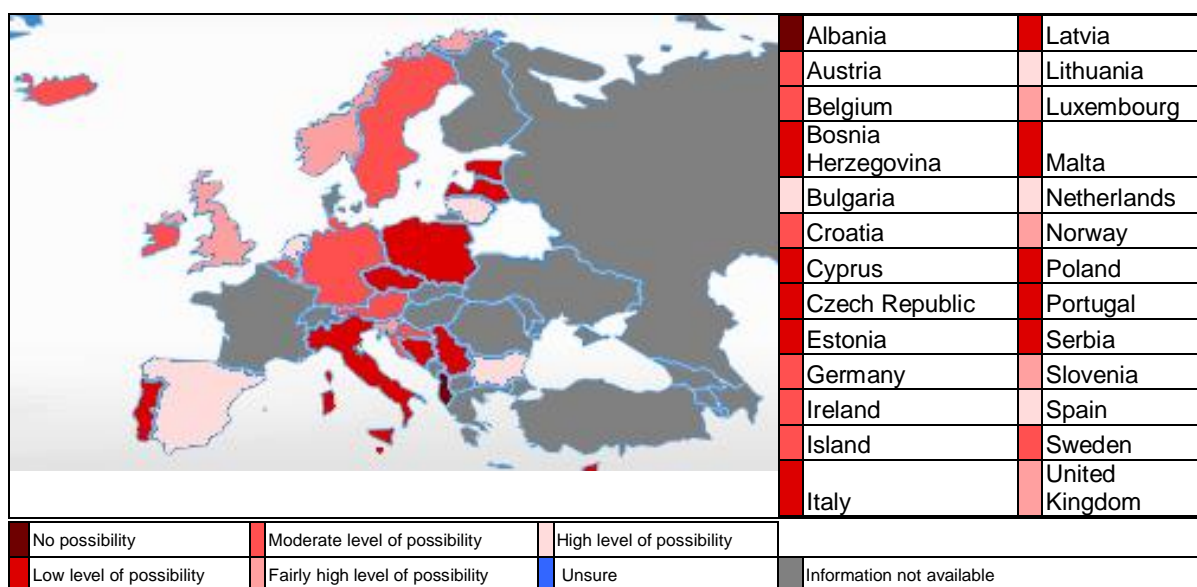 Albania
Latvia
Austria
Lithuania
Belgium
Luxembourg
Bosnia
Herzegovina
Malta
Bulgaria
Netherlands
Croatia
Norway
Cyprus
Poland
Czech Republic
Portugal
Estonia
Serbia
Germany
Slovenia
Ireland
Spain
Island
Sweden
Italy
United
Kingdom
No possibility
Moderate level of possibility
High level of possibility
Low level of possibility
Fairly high level of possibility
Unsure
Information not available